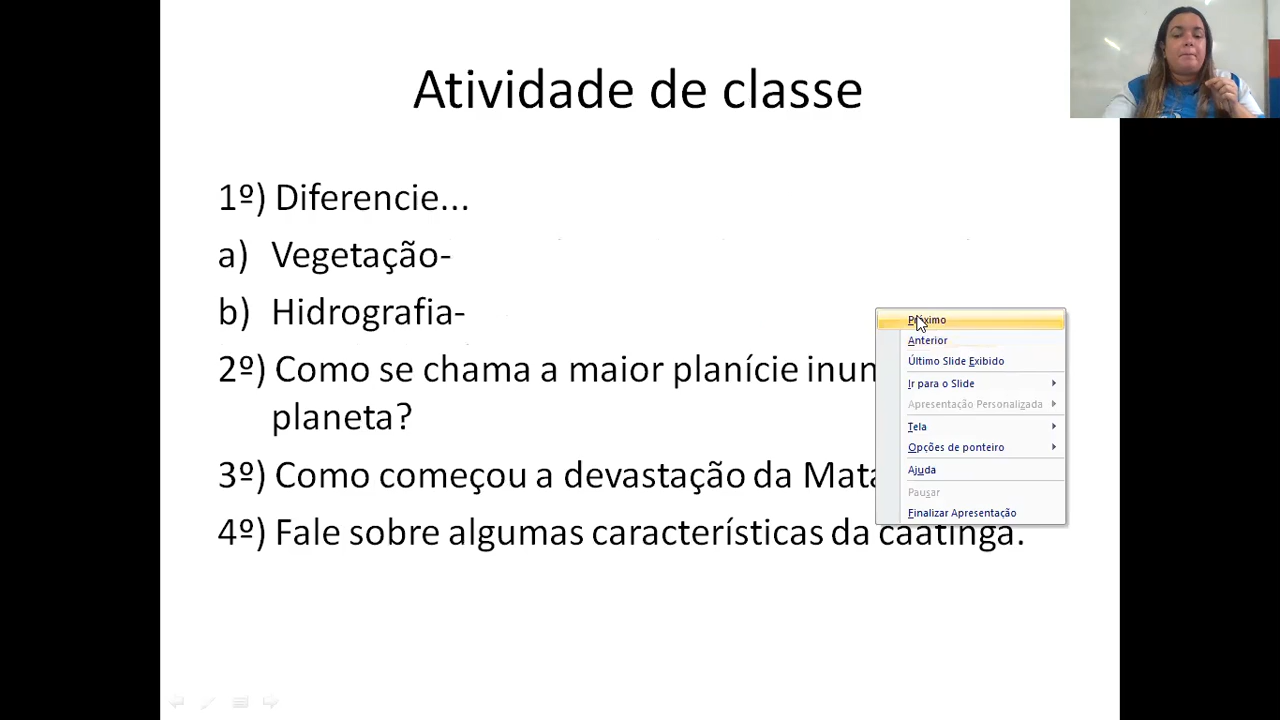 Atividade de classe
1º) Diferencie...
a) Vegetação-
b) Hidrografia-
2º) Como se chama a maior planície
planeta?
3º) Como começou a devastação da Mata
4º) Fale sobre algumas características da caatinga.
Próximo
Anterior
Último Slide Exibido
Ir para o Slide
Apresentação Personalizada
Tela
Opções de ponteiro
Ajuda
Pausar
Finalizar Apresentação